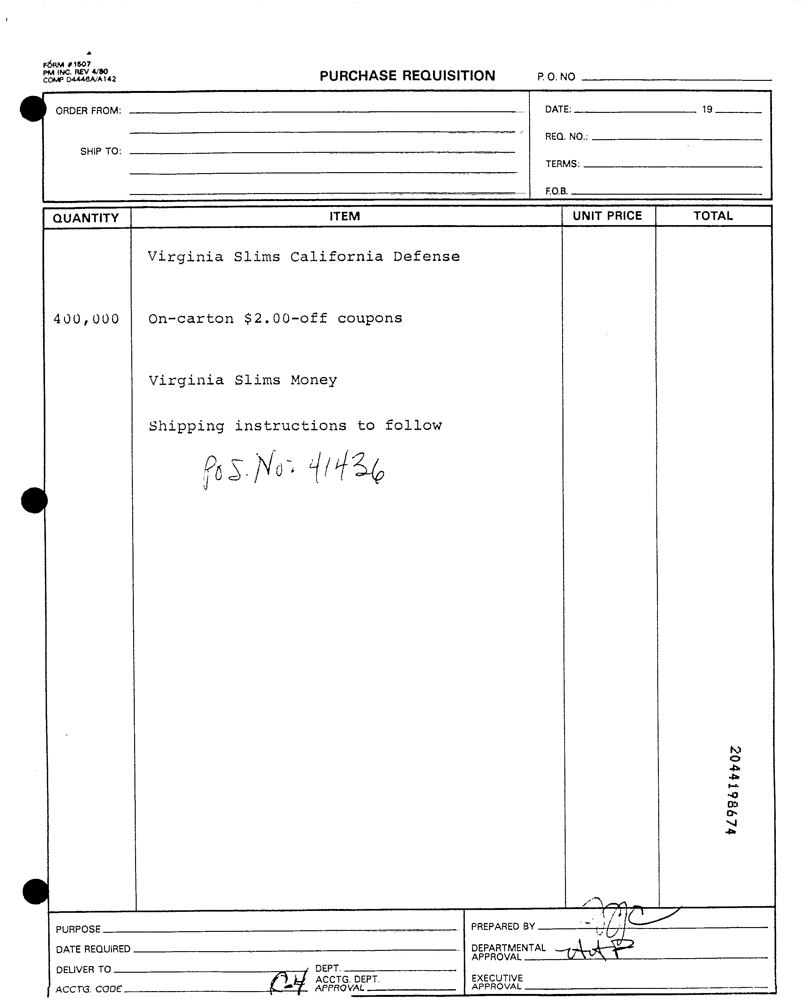 FORM #1507
PM INC. REV 4/80
COMP D4446A/A142
PURCHASE REQUISITION P. O. NO
ORDER FROM: DATE: 19
REQ. NO.:
SHIP TO:
TERMS:
F.O.B.
QUANTITY ITEM UNIT PRICE TOTAL
Virginia Slims California Defense
400,000 On-carton $2.00-off coupons
Virginia Slims Money
Shipping instructions to follow
POS. No: 41436
2044198674
PURPOSE PREPARED BY
DATE REQUIRED DEPARTMENTAL APPROVAL
DELIVER TO DEPT.
ACCTG. CODE C-4 ACCTG. DEPT. APPROVAL EXECUTIVE APPROVAL